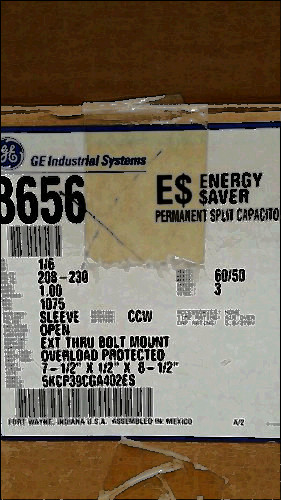 GE Industrial Systems
8656
E$ ENERGY $AVER
PERMANENT SPLIT CAPACITO
1/6
208-230 60/50
1.00 3
1075
SLEEVE CCW
OPEN
EXT THRU BOLT MOUNT
OVERLOAD PROTECTED
7-1/2" X 1/2" X 8-1/2"
5KCP39CGA402ES
FORT WAYNE, INDIANA U.S.A. ASSEMBLED IN MEXICO A/2